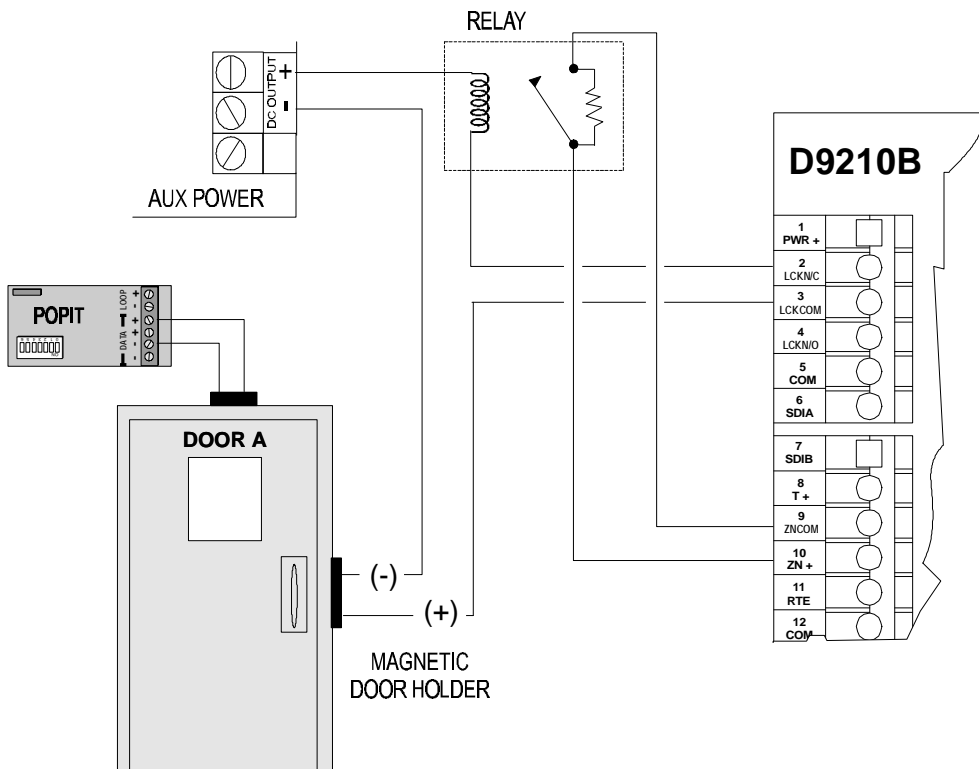 RELAY
DC OUTPUT
+
-
AUX POWER
D9210B
1
PWR +
2
LCKN/C
3
LCKCOM
4
LCKN/O
5
COM
6
SDIA
7
SDIB
8
T +
9
ZNCOM
10
ZN +
11
RTE
12
COM
POPIT
LOOP
+
-
+
DATA
+
-
-
DOOR A
(-)
(+)
MAGNETIC
DOOR HOLDER